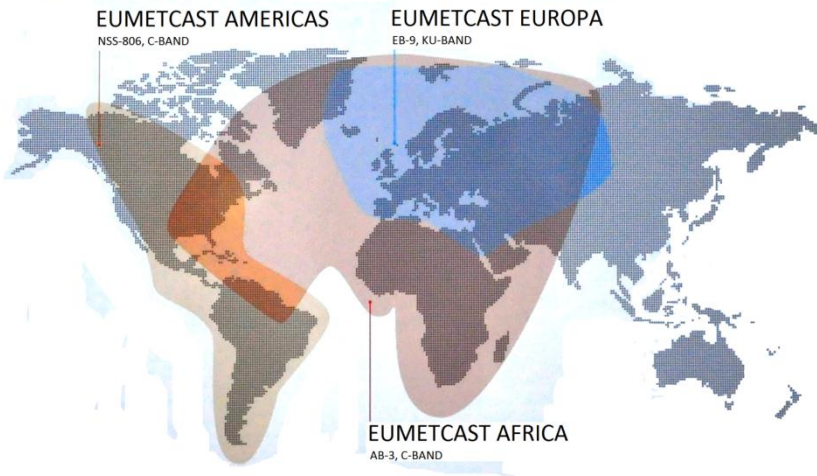 EUMETCAST AMERICAS
NSS-806, C-BAND
EUMETCAST EUROPA
EB-9, KU-BAND
EUMETCAST AFRICA
AB-3, C-BAND